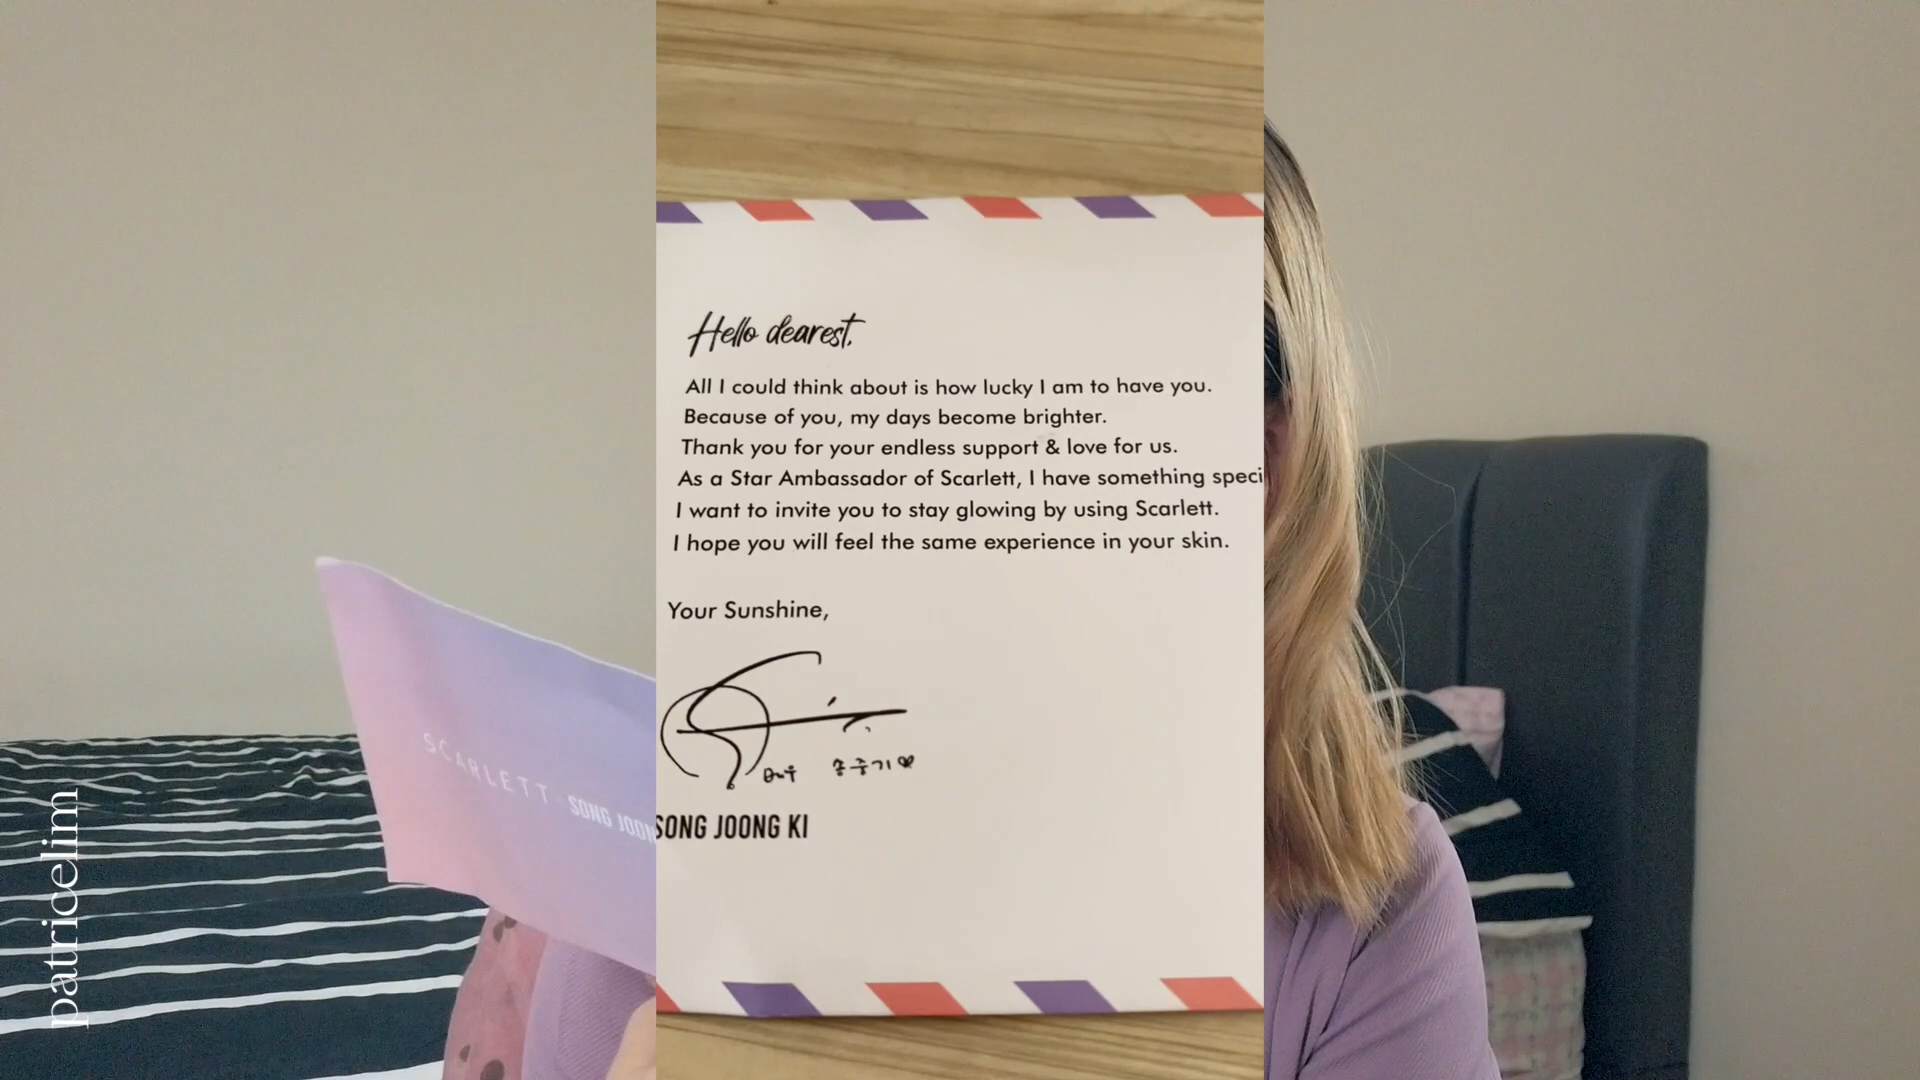 Hello dearest,
All I could think about is how lucky I am to have you.
Because of you, my days become brighter.
Thank you for your endless support & love for us.
As a Star Ambassador of Scarlett, I have something speci
I want to invite you to stay glowing by using Scarlett.
I hope you will feel the same experience in your skin.
Your Sunshine,
송중기♥
SONG JOONG KI
SCARLETT SONG JOON
patricelim